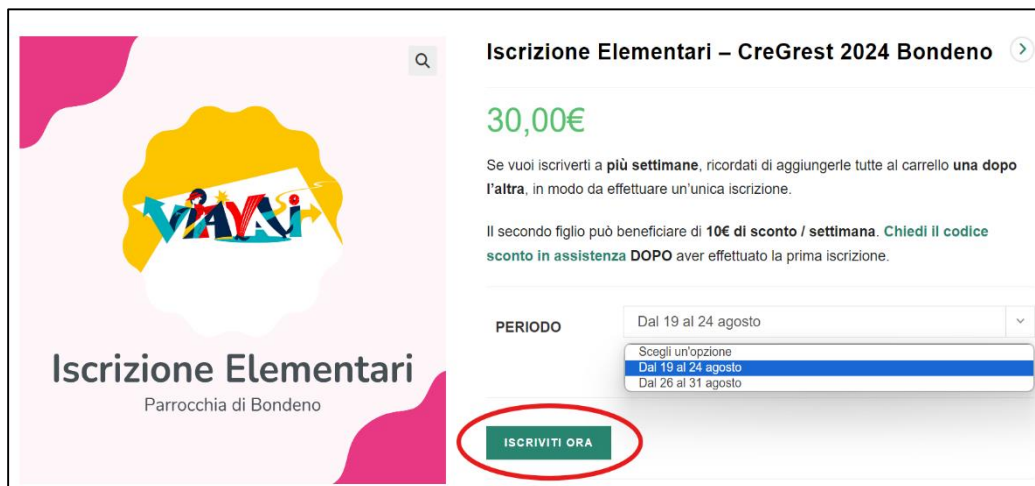 VIAVAI
Iscrizione Elementari
Parrocchia di Bondeno
Iscrizione Elementari – CreGrest 2024 Bondeno
30,00€
Se vuoi iscriverti a più settimane, ricordati di aggiungerle tutte al carrello una dopo
l'altra, in modo da effettuare un'unica iscrizione.
Il secondo figlio può beneficiare di 10€ di sconto / settimana. Chiedi il codice
sconto in assistenza DOPO aver effettuato la prima iscrizione.
PERIODO
Dal 19 al 24 agosto
Scegli un'opzione
Dal 19 al 24 agosto
Dal 26 al 31 agosto
ISCRIVITI ORA